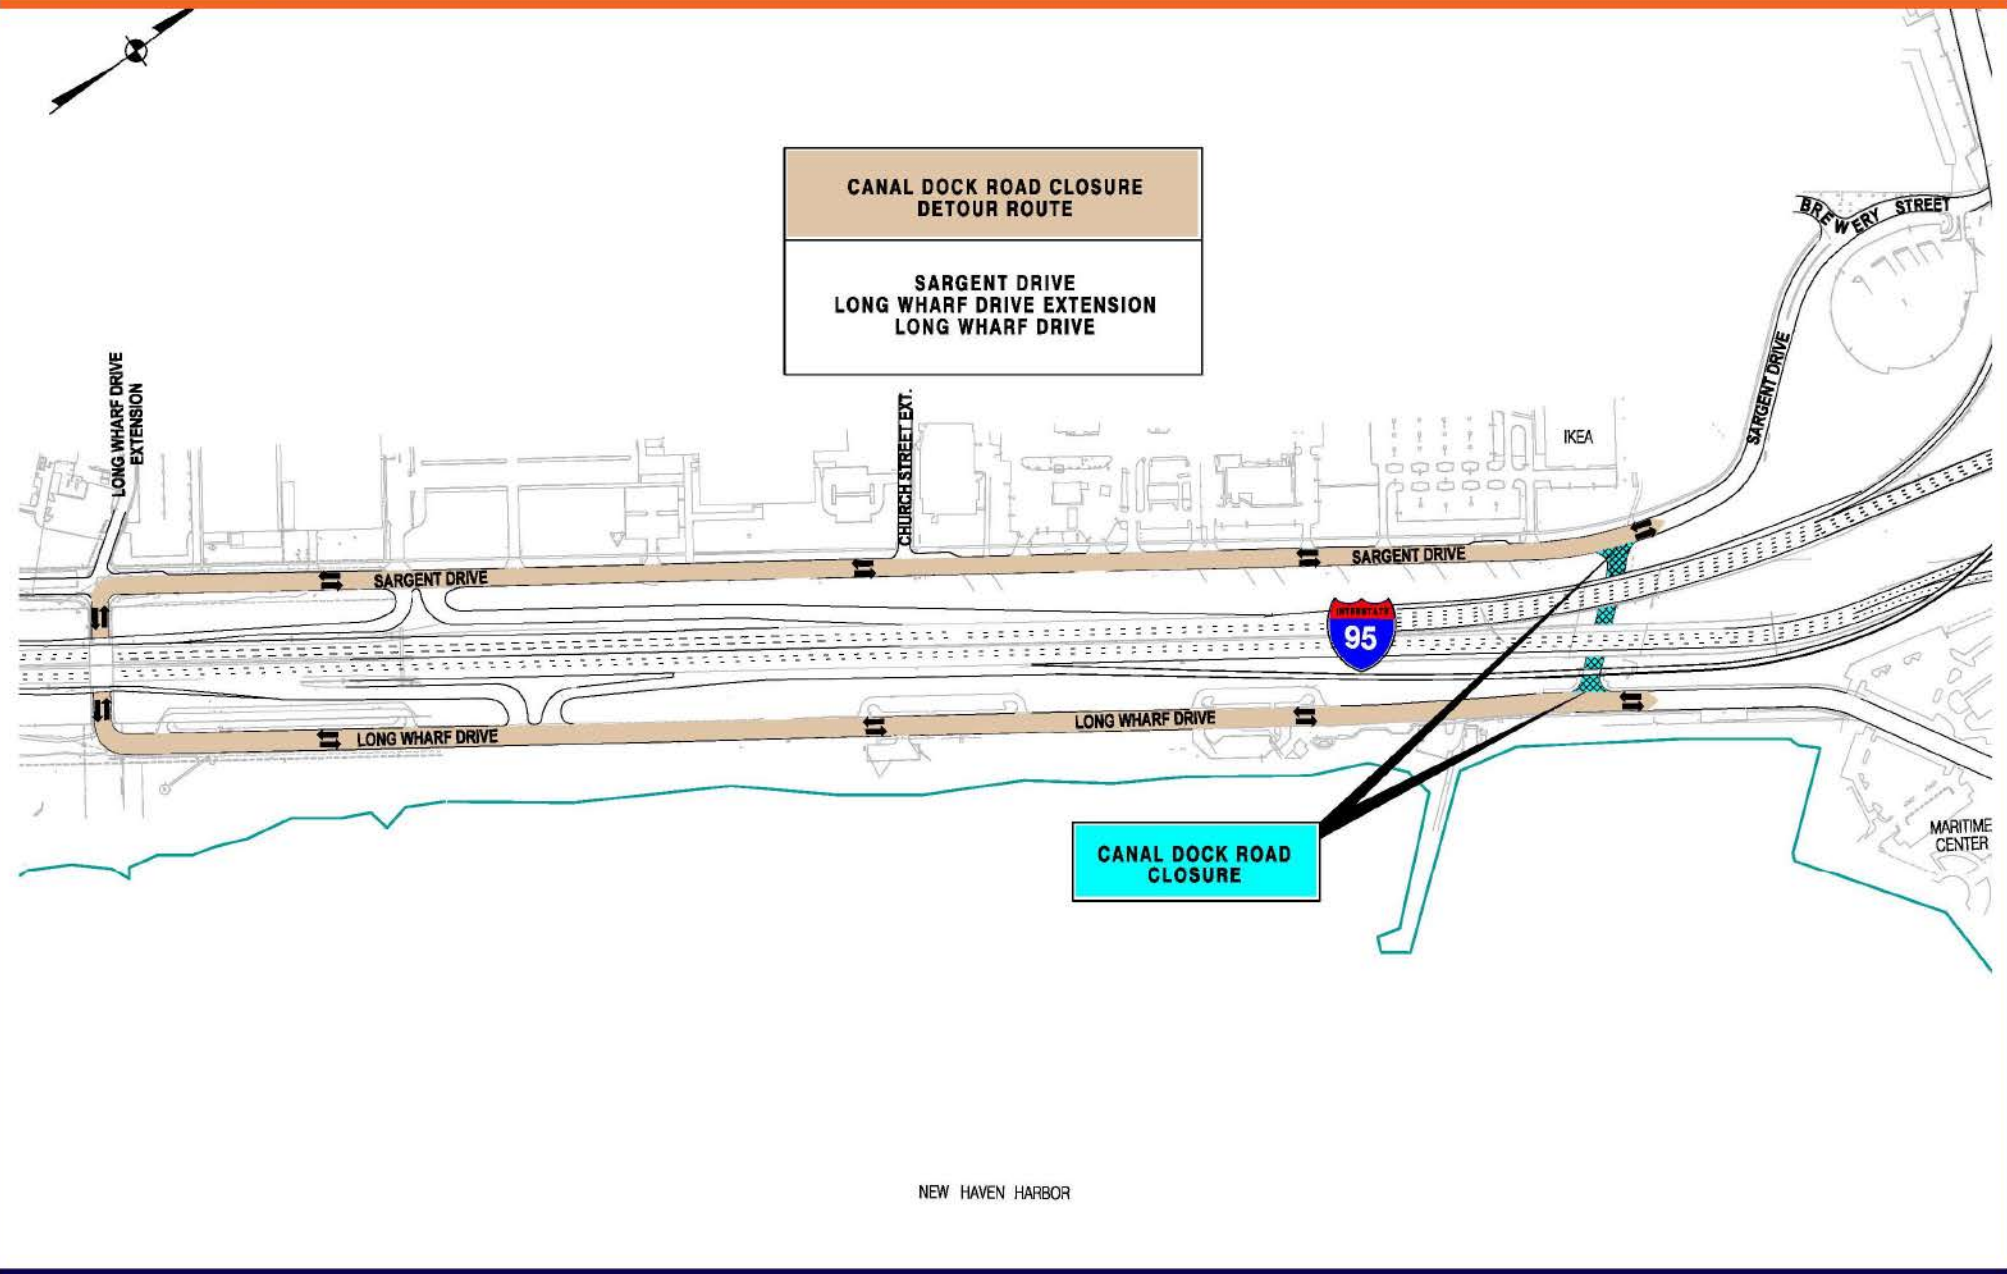 CANAL DOCK ROAD CLOSURE
DETOUR ROUTE
SARGENT DRIVE
LONG WHARF DRIVE EXTENSION
LONG WHARF DRIVE
BREWERY STREET
SARGENT DRIVE
LONG WHARF DRIVE
EXTENSION
CHURCH STREET EXT.
IKEA
SARGENT DRIVE
SARGENT DRIVE
INTERSTATE
95
LONG WHARF DRIVE
LONG WHARF DRIVE
CANAL DOCK ROAD
CLOSURE
MARITIME
CENTER
NEW HAVEN HARBOR